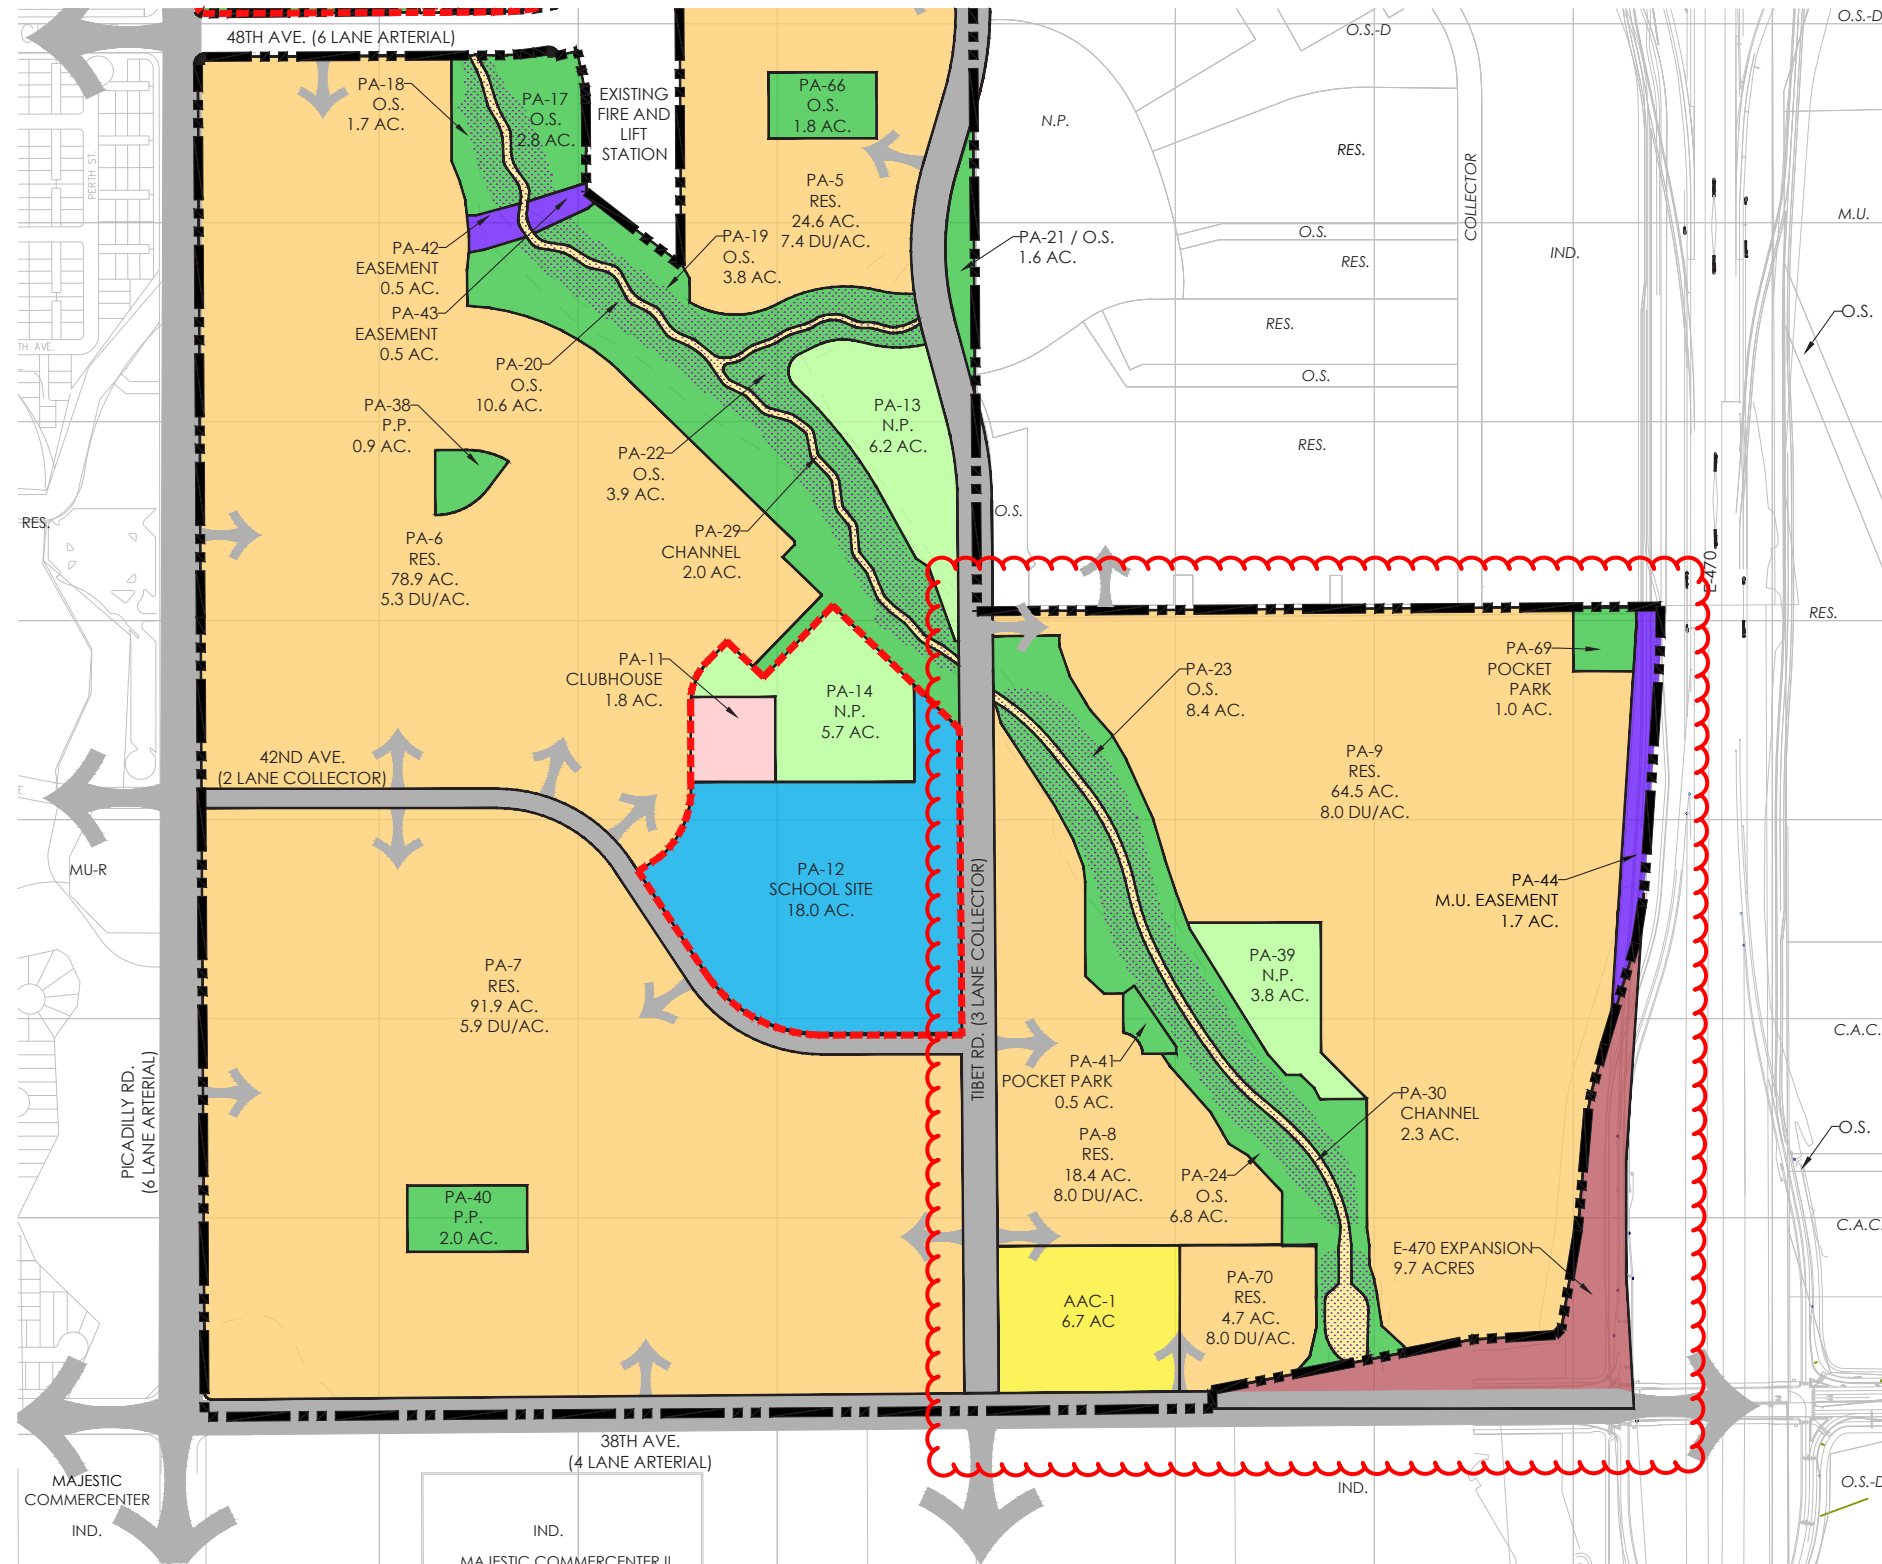 O.S.-D
48TH AVE. (6 LANE ARTERIAL)
O.S.-D
PA-18
O.S.
1.7 AC.
PA-17
O.S.
2.8 AC.
EXISTING
FIRE AND
LIFT
STATION
PA-66
O.S.
1.8 AC.
N.P.
RES.
PERTH ST.
COLLECTOR
PA-5
RES.
24.6 AC.
7.4 DU/AC.
M.U.
PA-42
EASEMENT
0.5 AC.
PA-19
O.S.
3.8 AC.
PA-21 / O.S.
1.6 AC.
O.S.
RES.
IND.
PA-43
EASEMENT
0.5 AC.
RES.
O.S.
TH AVE.
PA-20
O.S.
10.6 AC.
O.S.
PA-38
P.P.
0.9 AC.
PA-13
N.P.
6.2 AC.
RES.
PA-22
O.S.
3.9 AC.
RES.
O.S.
PA-6
RES.
78.9 AC.
5.3 DU/AC.
PA-29
CHANNEL
2.0 AC.
E-470
RES.
PA-11
CLUBHOUSE
1.8 AC.
PA-14
N.P.
5.7 AC.
PA-23
O.S.
8.4 AC.
PA-69
POCKET
PARK
1.0 AC.
42ND AVE.
(2 LANE COLLECTOR)
PA-9
RES.
64.5 AC.
8.0 DU/AC.
E.
MU-R
PA-12
SCHOOL SITE
18.0 AC.
PA-44
M.U. EASEMENT
1.7 AC.
TIBET RD. (3 LANE COLLECTOR)
PA-7
RES.
91.9 AC.
5.9 DU/AC.
PA-39
N.P.
3.8 AC.
C.A.C.
PICADILLY RD.
(6 LANE ARTERIAL)
PA-41
POCKET PARK
0.5 AC.
PA-30
CHANNEL
2.3 AC.
O.S.
PA-8
RES.
18.4 AC.
8.0 DU/AC.
PA-24
O.S.
6.8 AC.
PA-40
P.P.
2.0 AC.
C.A.C.
E-470 EXPANSION
9.7 ACRES
AAC-1
6.7 AC
PA-70
RES.
4.7 AC.
8.0 DU/AC.
38TH AVE.
(4 LANE ARTERIAL)
MAJESTIC
COMMERCENTER
IND.
IND.
O.S.-D
IND.
MAJESTIC COMMERCENTER II